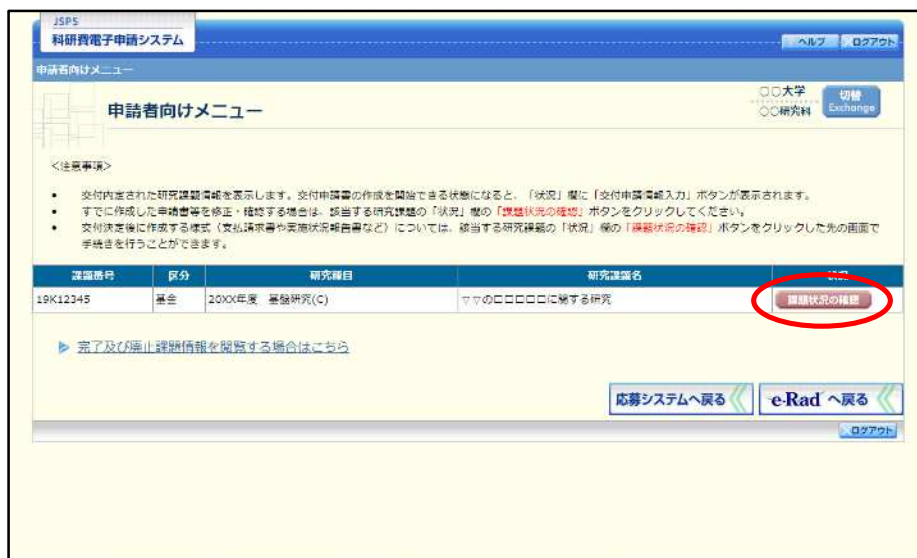 JSPS
科研費電子申請システム
ヘルプ ログアウト
申請者向けメニュー
申請者向けメニュー
○○大学
○○研究科
切替
Exchange
<注意事項>
• 交付内定された研究課題情報を表示します。交付申請書の作成を開始できる状態になると、「状況」欄に「交付申請情報入力」ボタンが表示されます。
• すでに作成した申請書等を修正・確認する場合は、該当する研究課題の「状況」欄の「課題状況の確認」ボタンをクリックしてください。
• 交付決定後に作成する様式（支払請求書や実施状況報告書など）については、該当する研究課題の「状況」欄の「課題状況の確認」ボタンをクリックした先の画面で
手続きを行うことができます。
課題番号 区分 研究種目 研究課題名 状況
19K12345 基金 20XX年度 基盤研究(C) ▽▽の□□□□□に関する研究 課題状況の確認
完了及び廃止課題情報を閲覧する場合はこちら
応募システムへ戻る e-Rad へ戻る
ログアウト